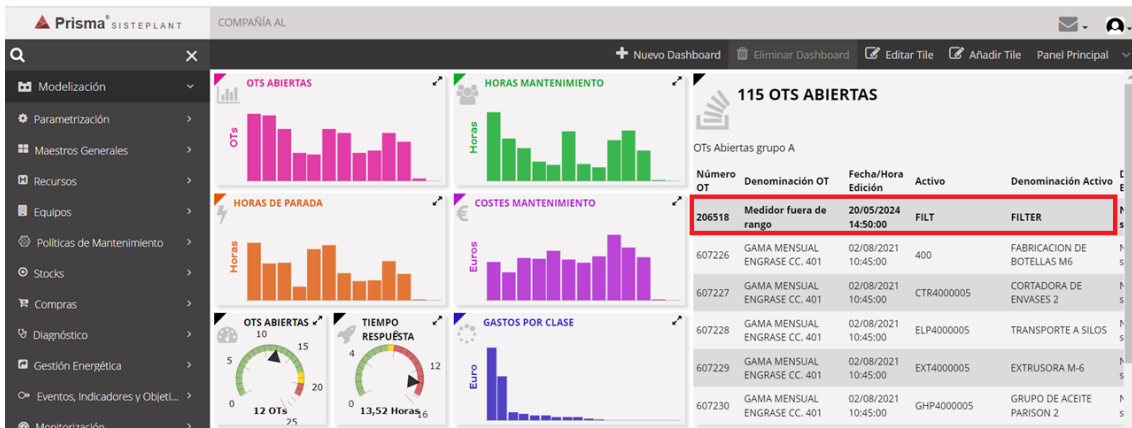 Prisma® SISTEPLANT
COMPAÑÍA AL
Nuevo Dashboard Eliminar Dashboard Editar Tile Añadir Tile Panel Principal
Modelización
Parametrización
Maestros Generales
Recursos
Equipos
Políticas de Mantenimiento
Stocks
Compras
Diagnóstico
Gestión Energética
Eventos, Indicadores y Objeti...
Monitorización
OTS ABIERTAS
OTs
HORAS MANTENIMIENTO
Horas
HORAS DE PARADA
Horas
COSTES MANTENIMIENTO
Euros
OTS ABIERTAS
0 5 10 15 20 25
12 OTs
TIEMPO
RESPUESTA
0 4 8 12 16
13,52 Horas
GASTOS POR CLASE
Euro
115 OTS ABIERTAS
OTs Abiertas grupo A
Número OT Denominación OT Fecha/Hora Edición Activo Denominación Activo
206518 Medidor fuera de rango 20/05/2024 14:50:00 FILT FILTER
607226 GAMA MENSUAL ENGRASE CC. 401 02/08/2021 10:45:00 400 FABRICACION DE BOTELLAS M6
607227 GAMA MENSUAL ENGRASE CC. 401 02/08/2021 10:45:00 CTR4000005 CORTADORA DE ENVASES 2
607228 GAMA MENSUAL ENGRASE CC. 401 02/08/2021 10:45:00 ELP4000005 TRANSPORTE A SILOS
607229 GAMA MENSUAL ENGRASE CC. 401 02/08/2021 10:45:00 EXT4000005 EXTRUSORA M-6
607230 GAMA MENSUAL ENGRASE CC. 401 02/08/2021 10:45:00 GHP4000005 GRUPO DE ACEITE PARISON 2